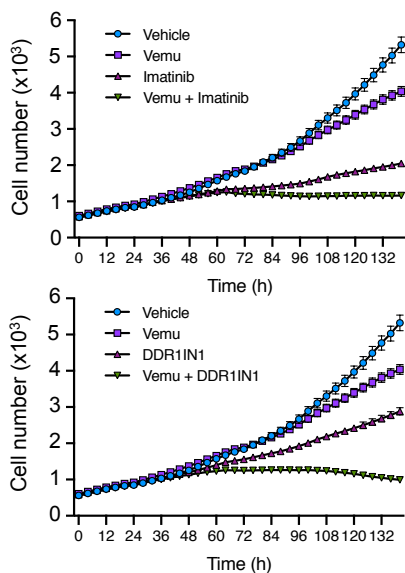 Cell number (x10³)
6
5
4
3
2
1
0
Vehicle
Vemu
Imatinib
Vemu + Imatinib
0 12 24 36 48 60 72 84 96 108 120 132
Time (h)
Cell number (x10³)
6
5
4
3
2
1
0
Vehicle
Vemu
DDR1IN1
Vemu + DDR1IN1
0 12 24 36 48 60 72 84 96 108 120 132
Time (h)